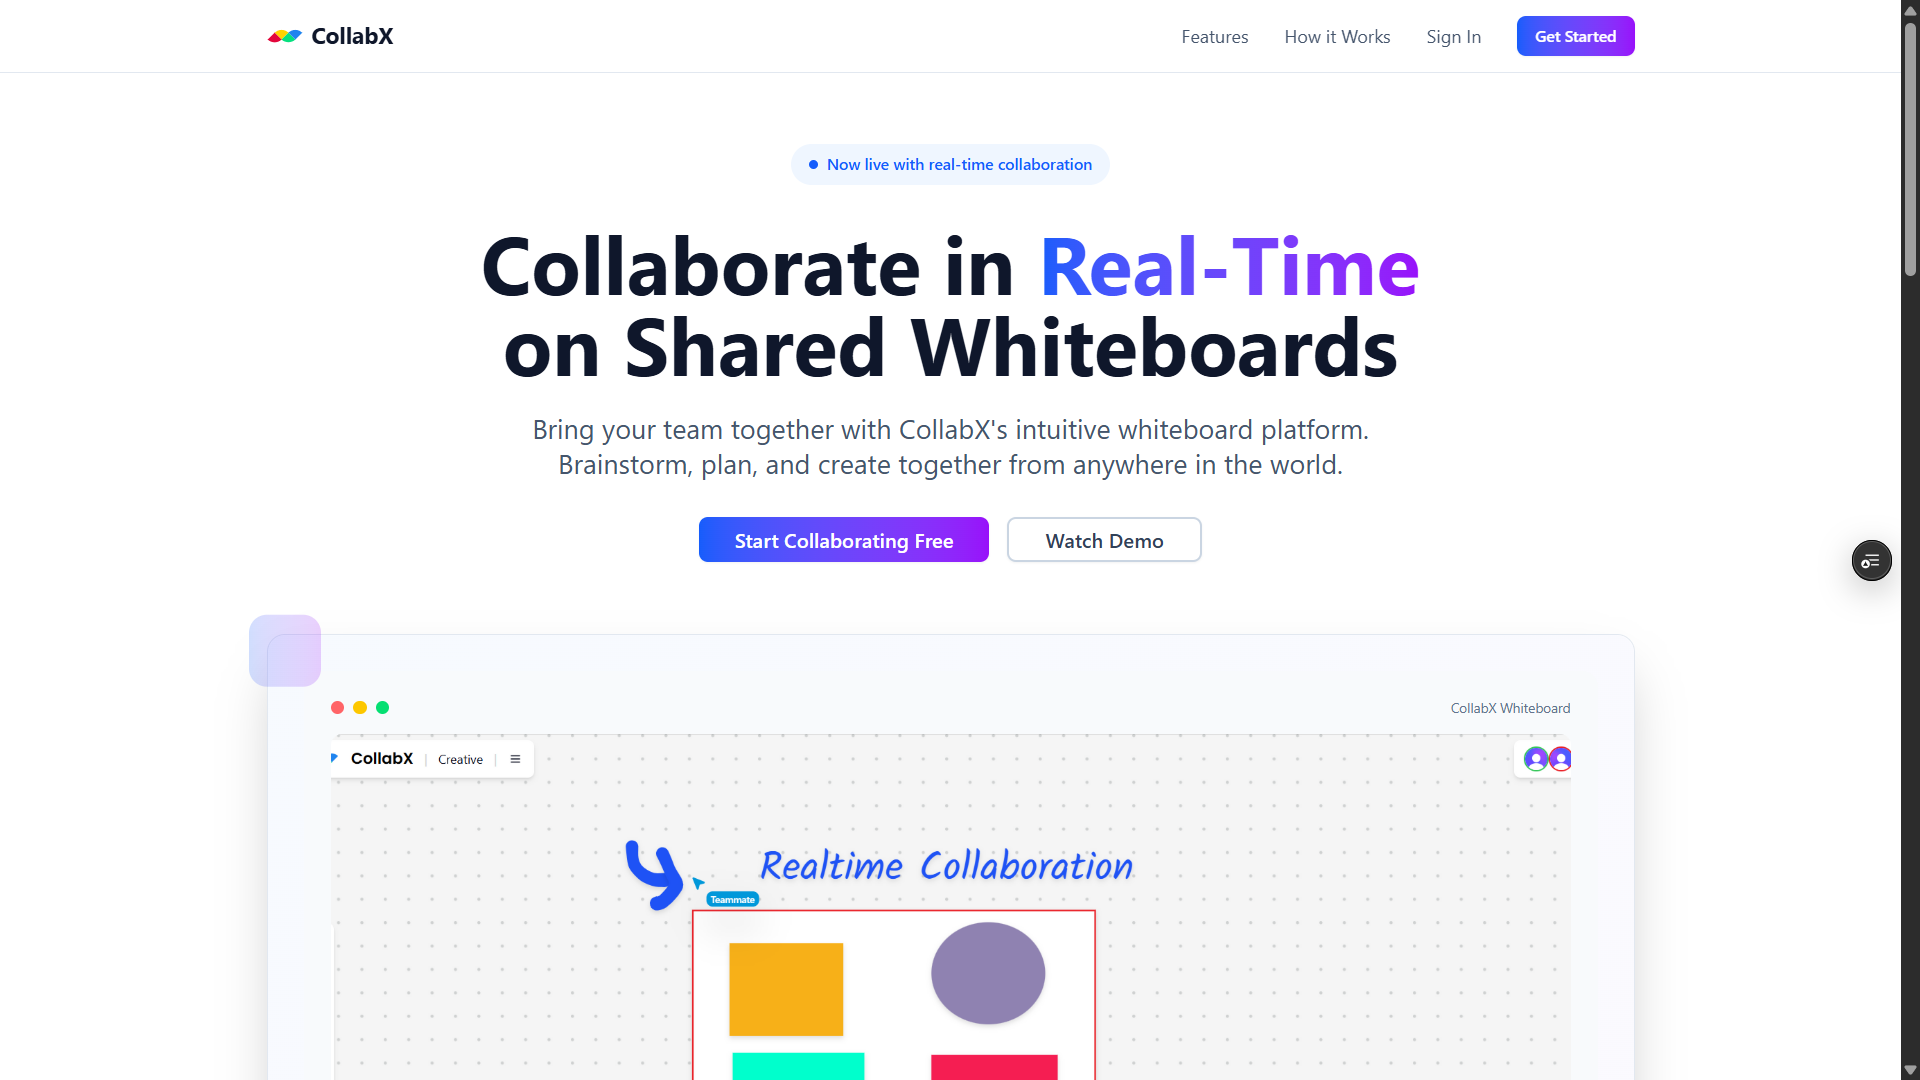 CollabX
Features
How it Works
Sign In
Get Started
Now live with real-time collaboration
Collaborate in Real-Time
on Shared Whiteboards
Bring your team together with CollabX's intuitive whiteboard platform.
Brainstorm, plan, and create together from anywhere in the world.
Start Collaborating Free
Watch Demo
CollabX Whiteboard
CollabX | Creative |
Realtime Collaboration
Teammate